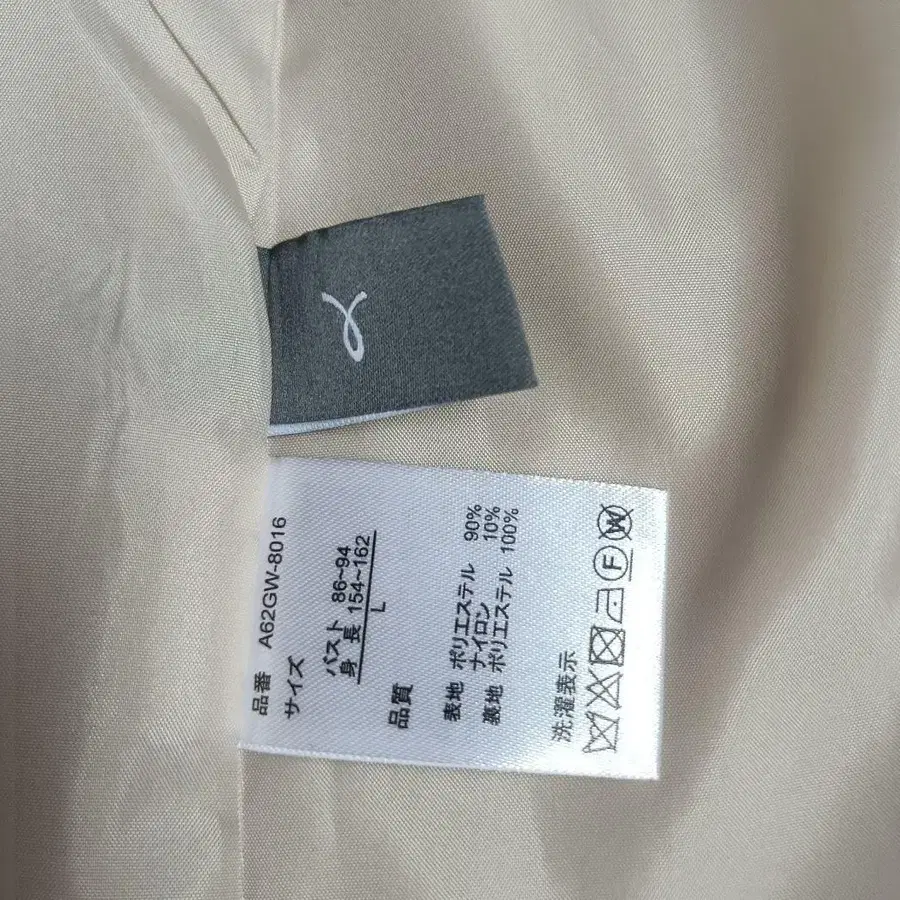 品番 A62GW-8016
サイズ
バスト 86~94
身 長 154~162
L
品質
表地 ポリエステル 90%
ナイロン 10%
裏地 ポリエステル 100%
洗濯表示
F W